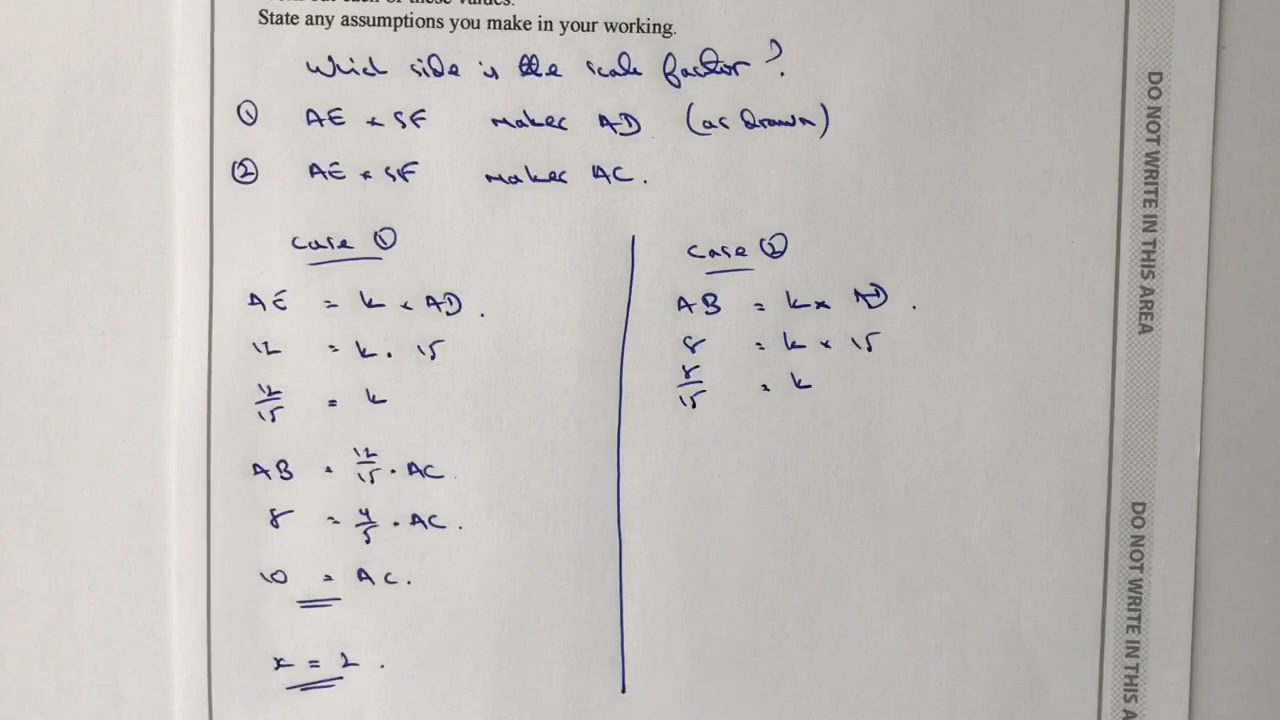 State any assumptions you make in your working.
Which side is the scale factor?
① AE × SF makes AD (as drawn)
② AE × SF makes AC.
Case ①
AE = k × AD.
12 = k . 15
12/15 = k
AB = 12/15 . AC.
8 = 4/5 . AC.
10 = AC.
x = 2.
Case ②
AB = k × AD.
8 = k × 15
8/15 = k
DO NOT WRITE IN THIS AREA
DO NOT WRITE IN THIS A